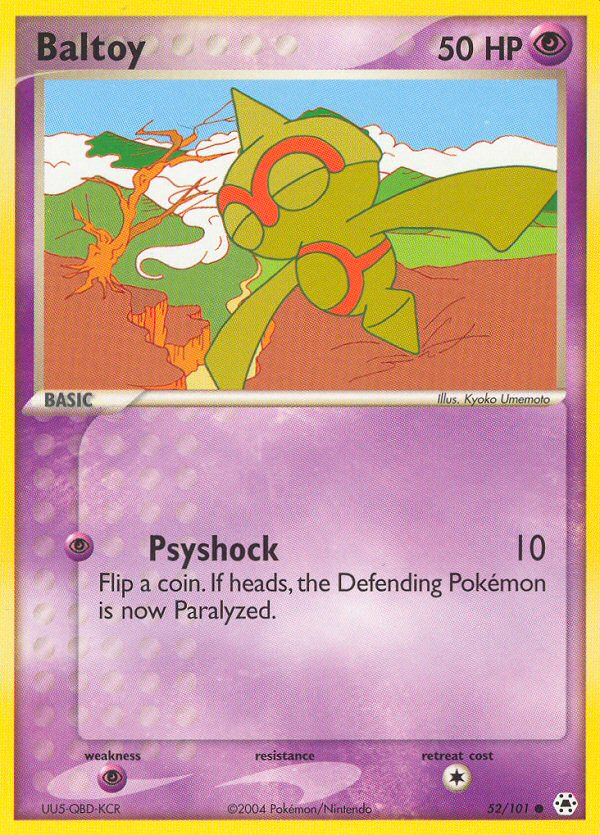 Baltoy 50 HP
BASIC
Illus. Kyoko Umemoto
Psyshock 10
Flip a coin. If heads, the Defending Pokémon
is now Paralyzed.
weakness resistance retreat cost
UU5-QBD-KCR ©2004 Pokémon/Nintendo 52/101